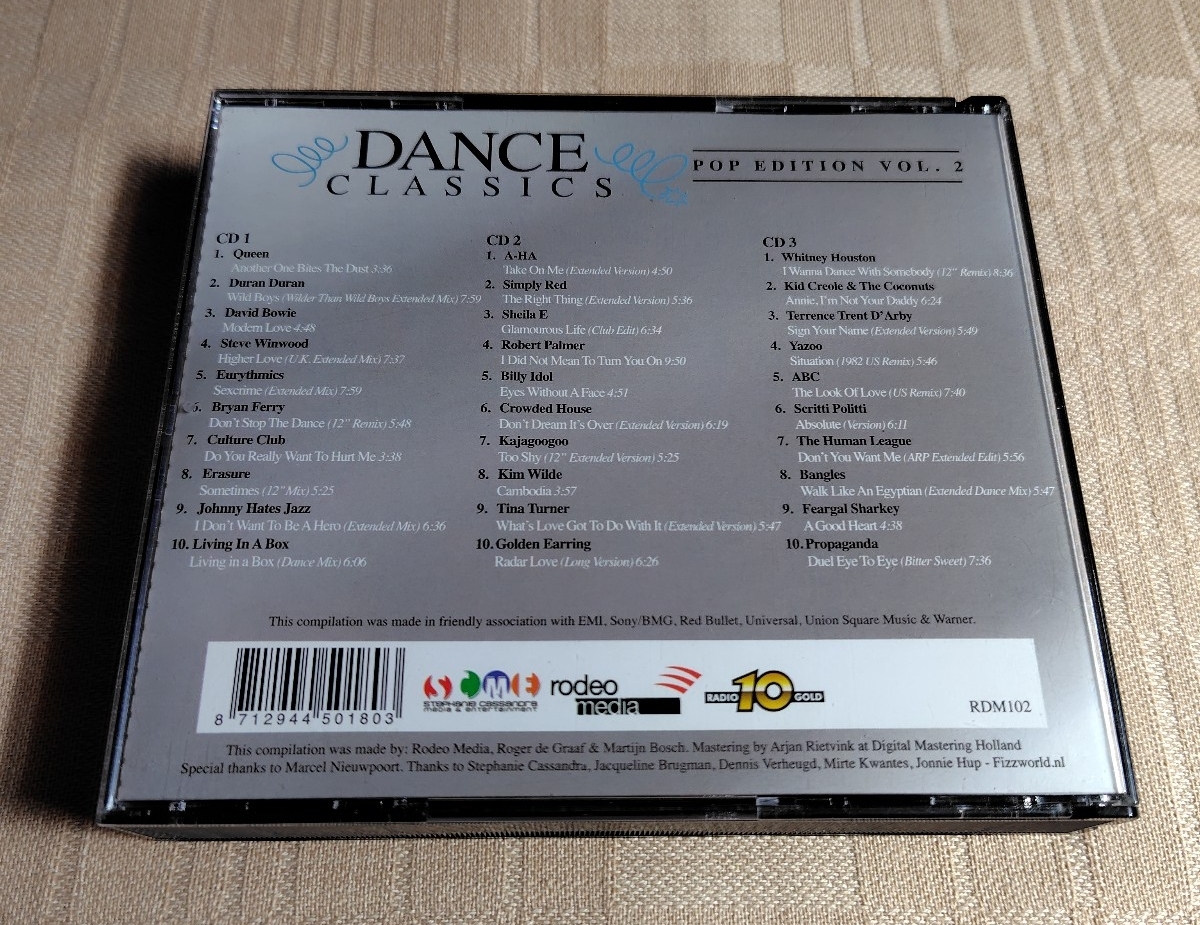 DANCE
CLASSICS
POP EDITION VOL. 2
CD 1
1. Queen
Another One Bites The Dust 3:36
2. Duran Duran
Wild Boys (Wilder Than Wild Boys Extended Mix) 7:59
3. David Bowie
Modern Love 4:48
4. Steve Winwood
Higher Love (U.K. Extended Mix) 7:37
5. Eurythmics
Sexcrime (Extended Mix) 7:59
6. Bryan Ferry
Don't Stop The Dance (12" Remix) 5:48
7. Culture Club
Do You Really Want To Hurt Me 3:38
8. Erasure
Sometimes (12" Mix) 5:25
9. Johnny Hates Jazz
I Don't Want To Be A Hero (Extended Mix) 6:36
10. Living In A Box
Living in a Box (Dance Mix) 6:06
CD 2
1. A-HA
Take On Me (Extended Version) 4:50
2. Simply Red
The Right Thing (Extended Version) 5:36
3. Sheila E
Glamourous Life (Club Edit) 6:34
4. Robert Palmer
I Did Not Mean To Turn You On 9:50
5. Billy Idol
Eyes Without A Face 4:51
6. Crowded House
Don't Dream It's Over (Extended Version) 6:19
7. Kajagoogoo
Too Shy (12" Extended Version) 5:25
8. Kim Wilde
Cambodia 3:57
9. Tina Turner
What's Love Got To Do With It (Extended Version) 5:47
10. Golden Earring
Radar Love (Long Version) 6:26
CD 3
1. Whitney Houston
I Wanna Dance With Somebody (12" Remix) 8:36
2. Kid Creole & The Coconuts
Annie, I'm Not Your Daddy 6:24
3. Terrence Trent D'Arby
Sign Your Name (Extended Version) 5:49
4. Yazoo
Situation (1982 US Remix) 5:46
5. ABC
The Look Of Love (US Remix) 7:40
6. Scritti Politti
Absolute (Version) 6:11
7. The Human League
Don't You Want Me (ARP Extended Edit) 5:56
8. Bangles
Walk Like An Egyptian (Extended Dance Mix) 5:47
9. Feargal Sharkey
A Good Heart 4:38
10. Propaganda
Duel Eye To Eye (Bitter Sweet) 7:36
This compilation was made in friendly association with EMI, Sony/BMG, Red Bullet, Universal, Union Square Music & Warner.
8 712944 501803
SCME
STEPHANIE CASSANDRA
MEDIA & ENTERTAINMENT
rodeo
media
RADIO 10 GOLD
RDM102
This compilation was made by: Rodeo Media, Roger de Graaf & Martijn Bosch. Mastering by Arjan Rietvink at Digital Mastering Holland
Special thanks to Marcel Nieuwpoort. Thanks to Stephanie Cassandra, Jacqueline Brugman, Dennis Verheugd, Mirte Kwantes, Jonnie Hup - Fizzworld.nl